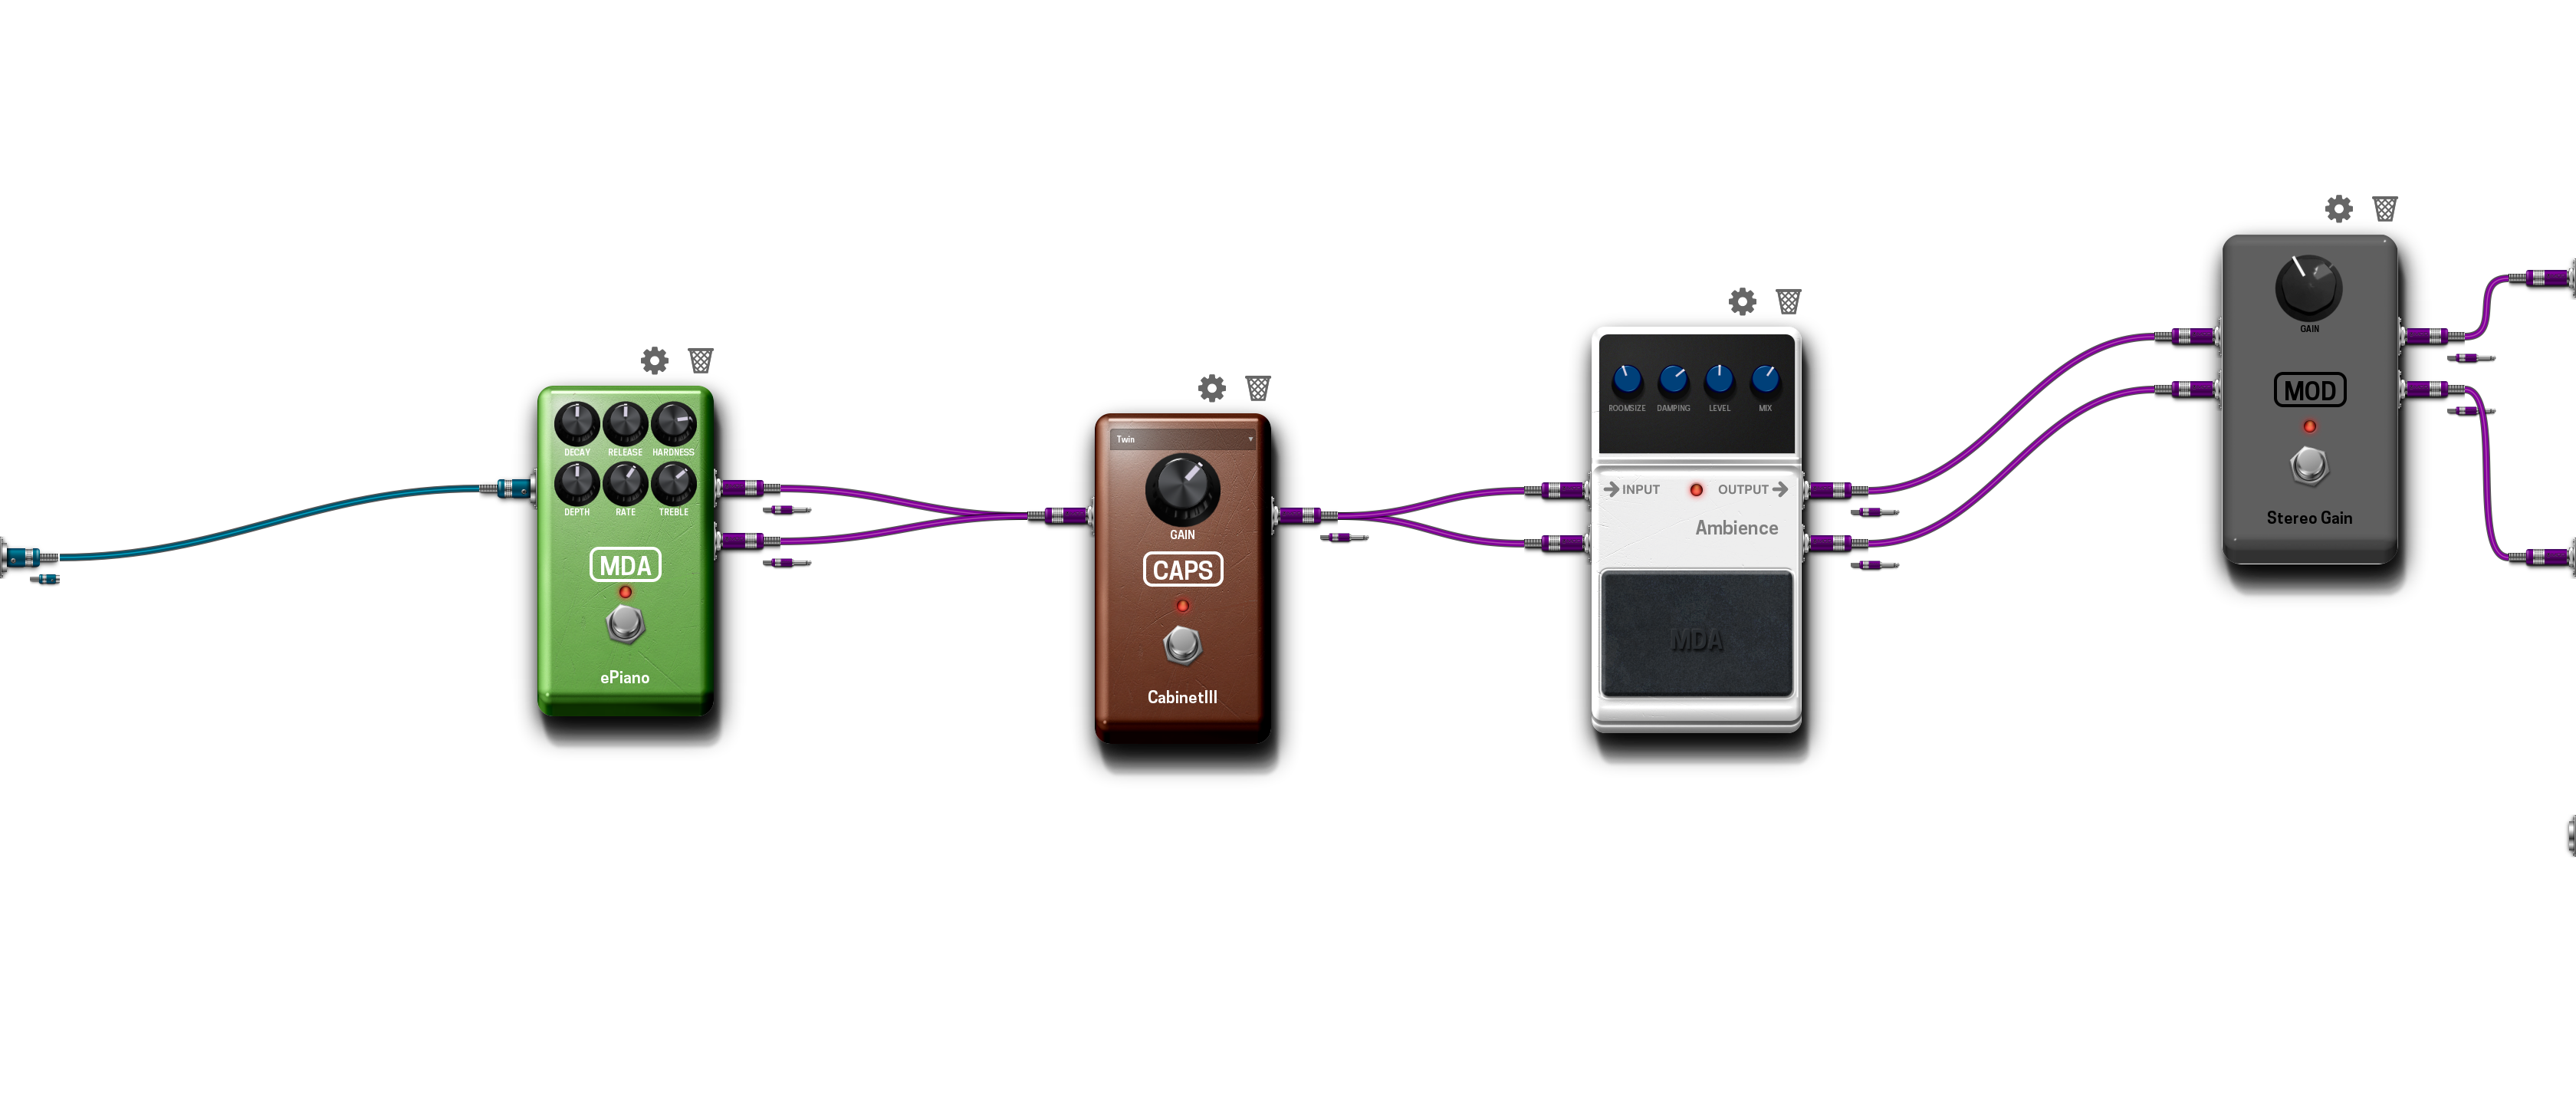 DECAY RELEASE HARDNESS
DEPTH RATE TREBLE
MDA
ePiano
Twin
GAIN
CAPS
CabinetIII
ROOMSIZE DAMPING LEVEL MIX
INPUT OUTPUT
Ambience
MDA
GAIN
MOD
Stereo Gain